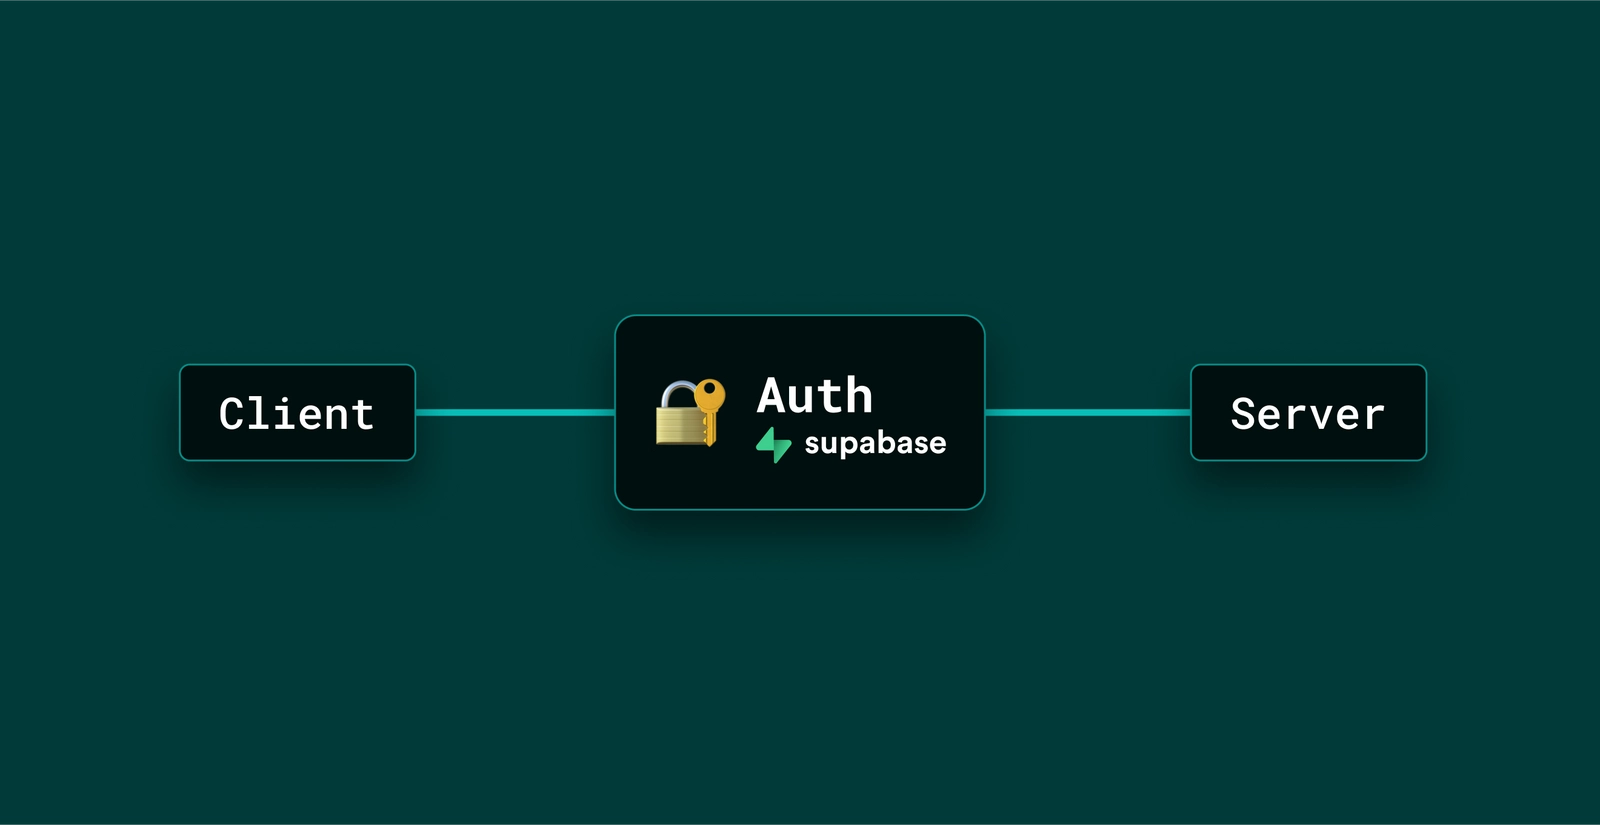 Client
Auth
supabase
Server